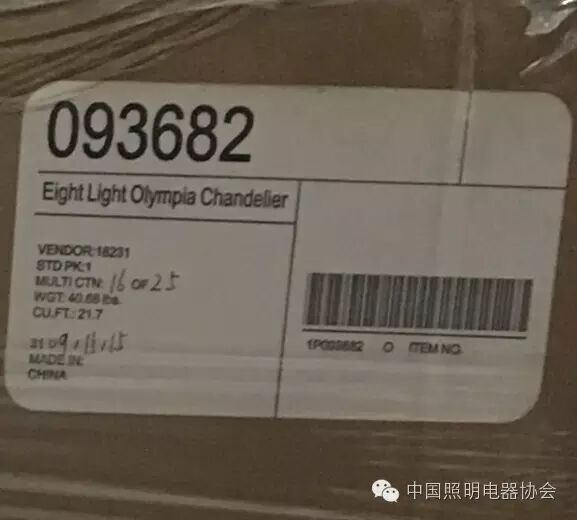 093682
Eight Light Olympia Chandelier
VENDOR:16231
STD PK:1
MULTI CTN: 16 OF 25
WGT: 40.68 lbs.
CU.FT.: 21.7
MADE IN:
CHINA
1P093682 O ITEM NO.
中国照明电器协会